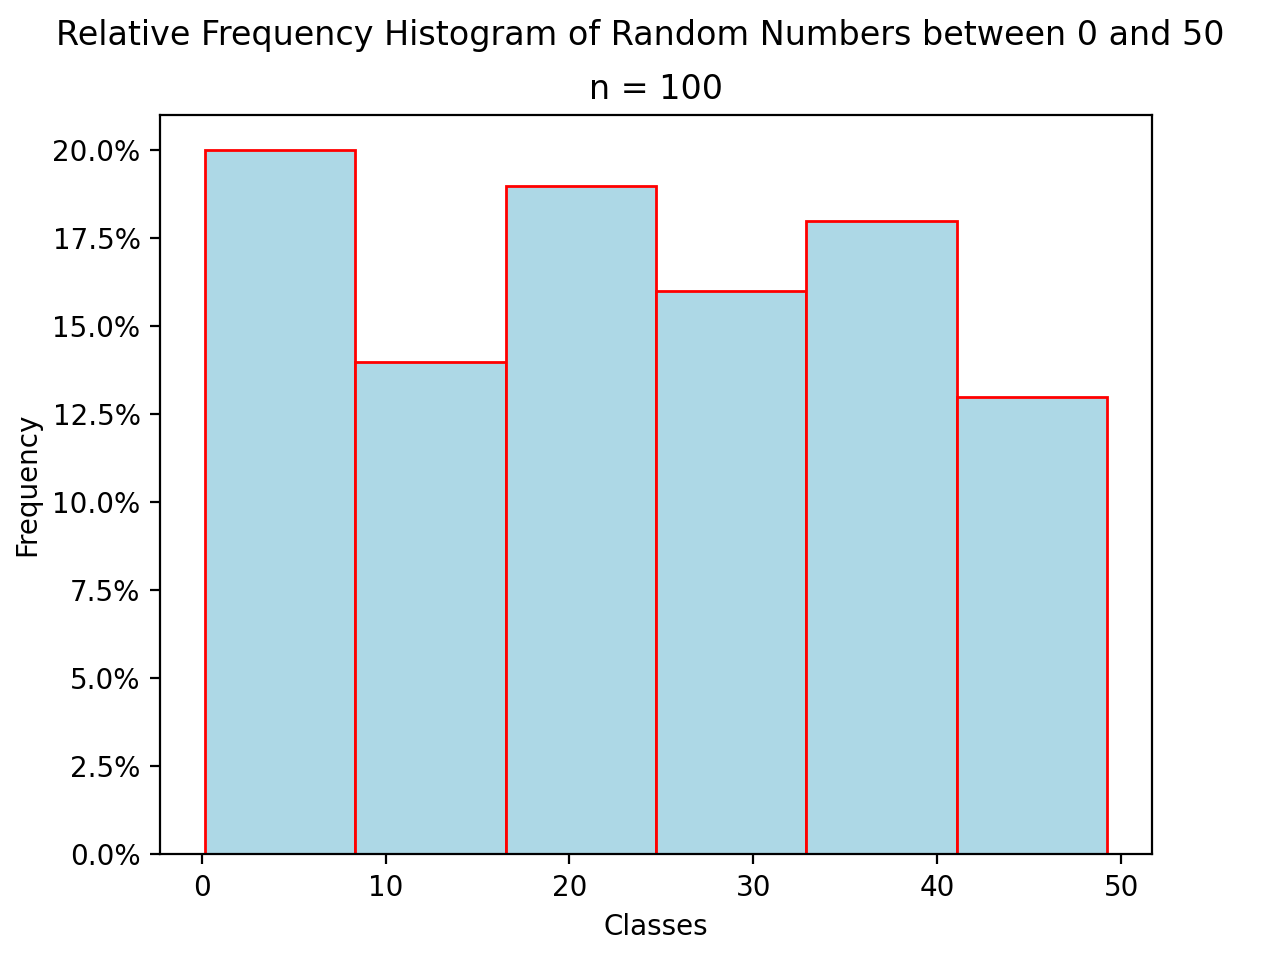 Relative Frequency Histogram of Random Numbers between 0 and 50
n = 100
20.0%
17.5%
15.0%
12.5%
10.0%
7.5%
5.0%
2.5%
0.0%
Frequency
0 10 20 30 40 50
Classes